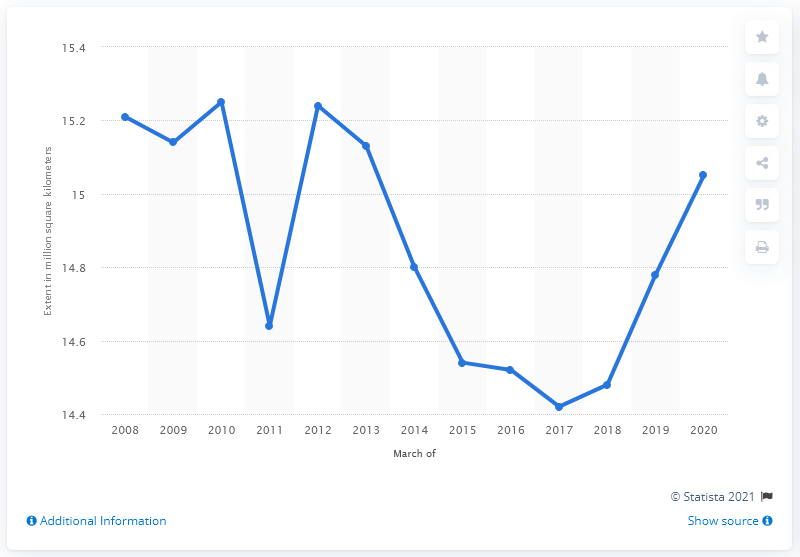 15.4
15.2
15
14.8
14.6
14.4
Extent in million square kilometers
2008 2009 2010 2011 2012 2013 2014 2015 2016 2017 2018 2019 2020
March of
© Statista 2021
Additional Information
Show source